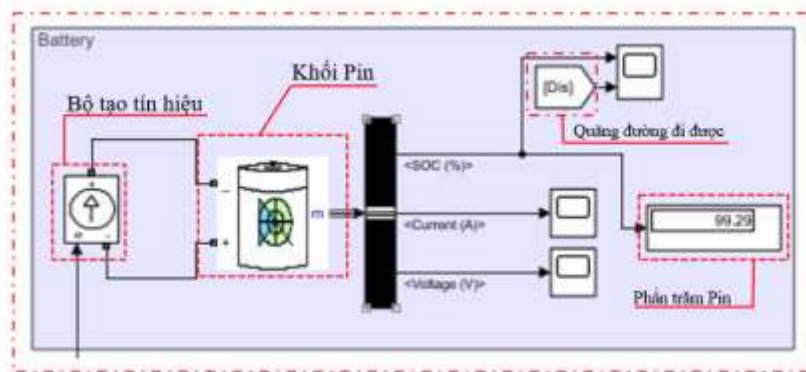 Battery
Khối Pin
Bộ tạo tín hiệu
[Dis]
Quãng đường đi được
<SOC (%)>
-
m
+
<Current (A)>
99.29
<Voltage (V)>
Phần trăm Pin